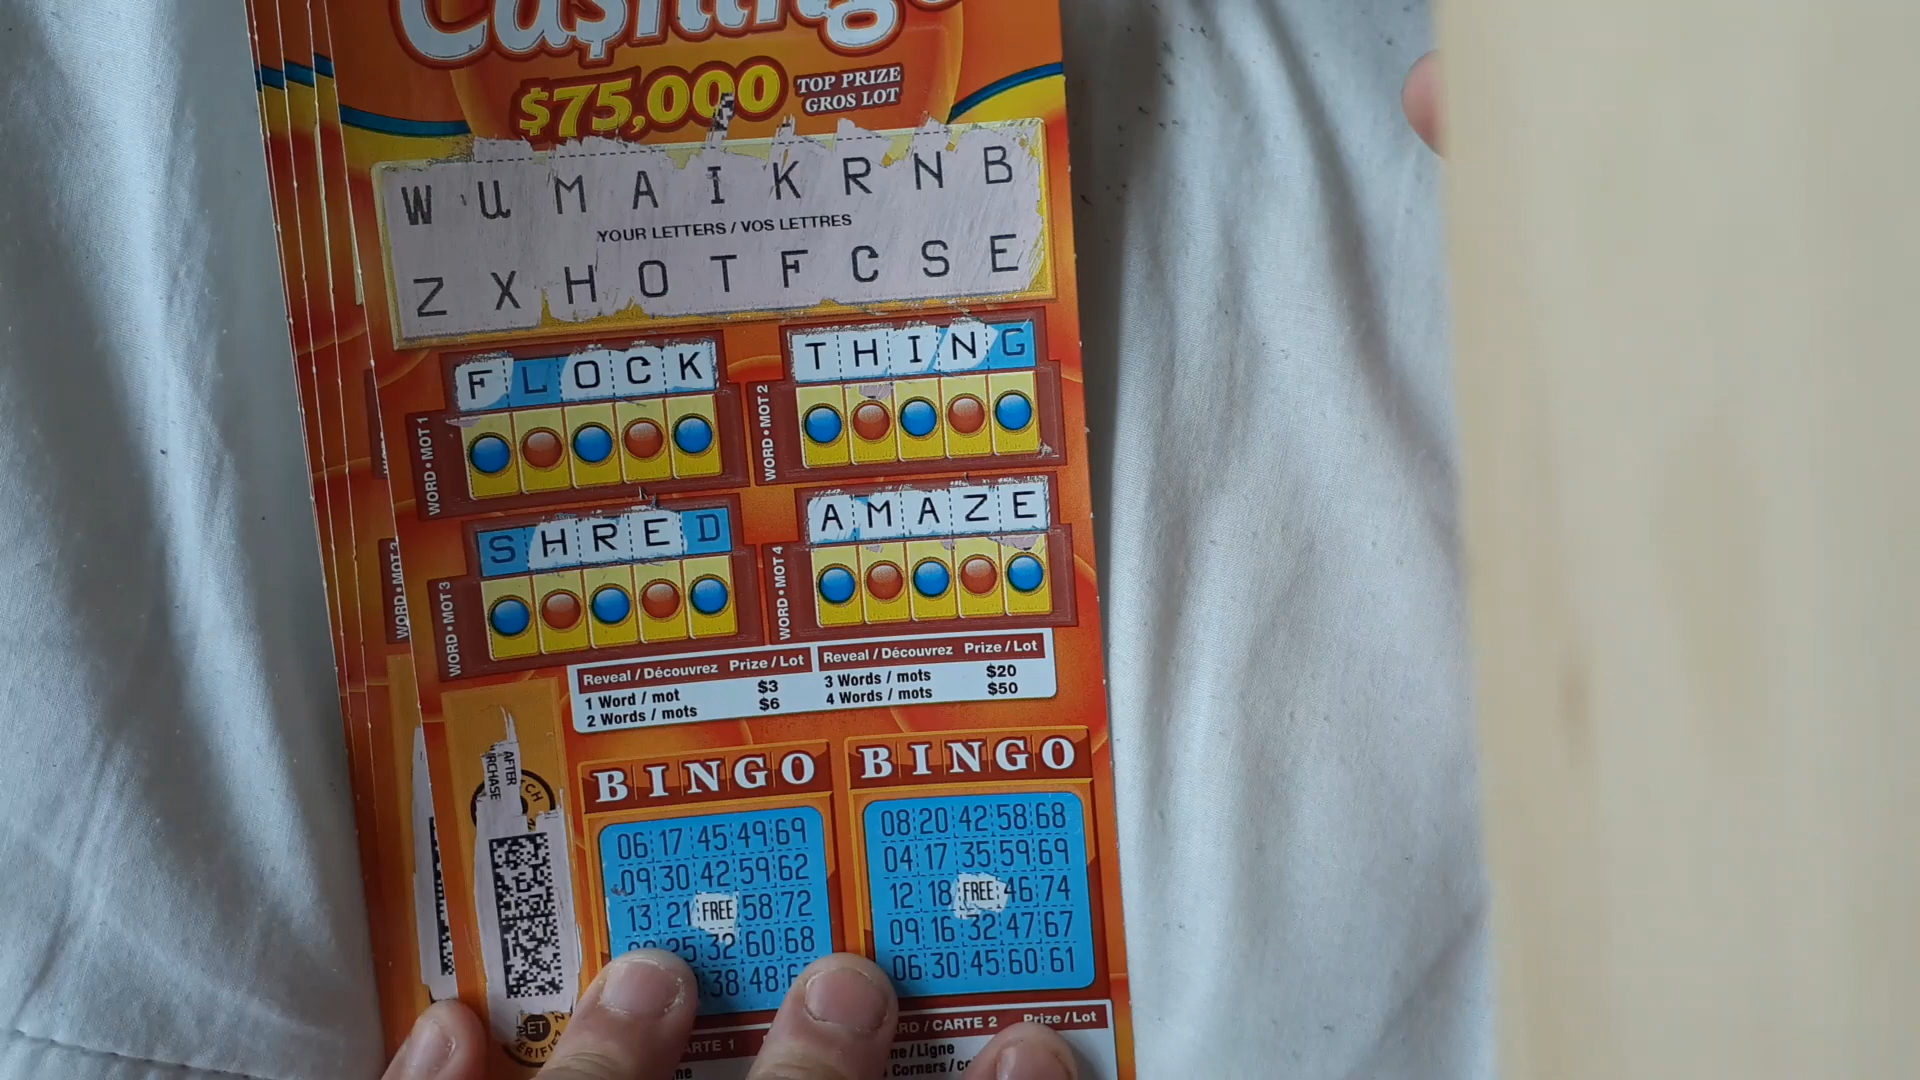 $75,000 TOP PRIZE
GROS LOT
W U M A I K R N B
YOUR LETTERS / VOS LETTRES
Z X H O T F C S E
WORD • MOT 1
F L O C K
WORD • MOT 2
T H I N G
WORD • MOT 3
S H R E D
WORD • MOT 4
A M A Z E
Reveal / Découvrez Prize / Lot
1 Word / mot $3
2 Words / mots $6
Reveal / Découvrez Prize / Lot
3 Words / mots $20
4 Words / mots $50
AFTER
BINGO
06 17 45 49 69
09 30 42 59 62
13 21 FREE 58 72
25 32 60 68
38 48
BINGO
08 20 42 58 68
04 17 35 59 69
12 18 FREE 46 74
09 16 32 47 67
06 30 45 60 61
CARTE 2 Prize / Lot
Ligne
Corners